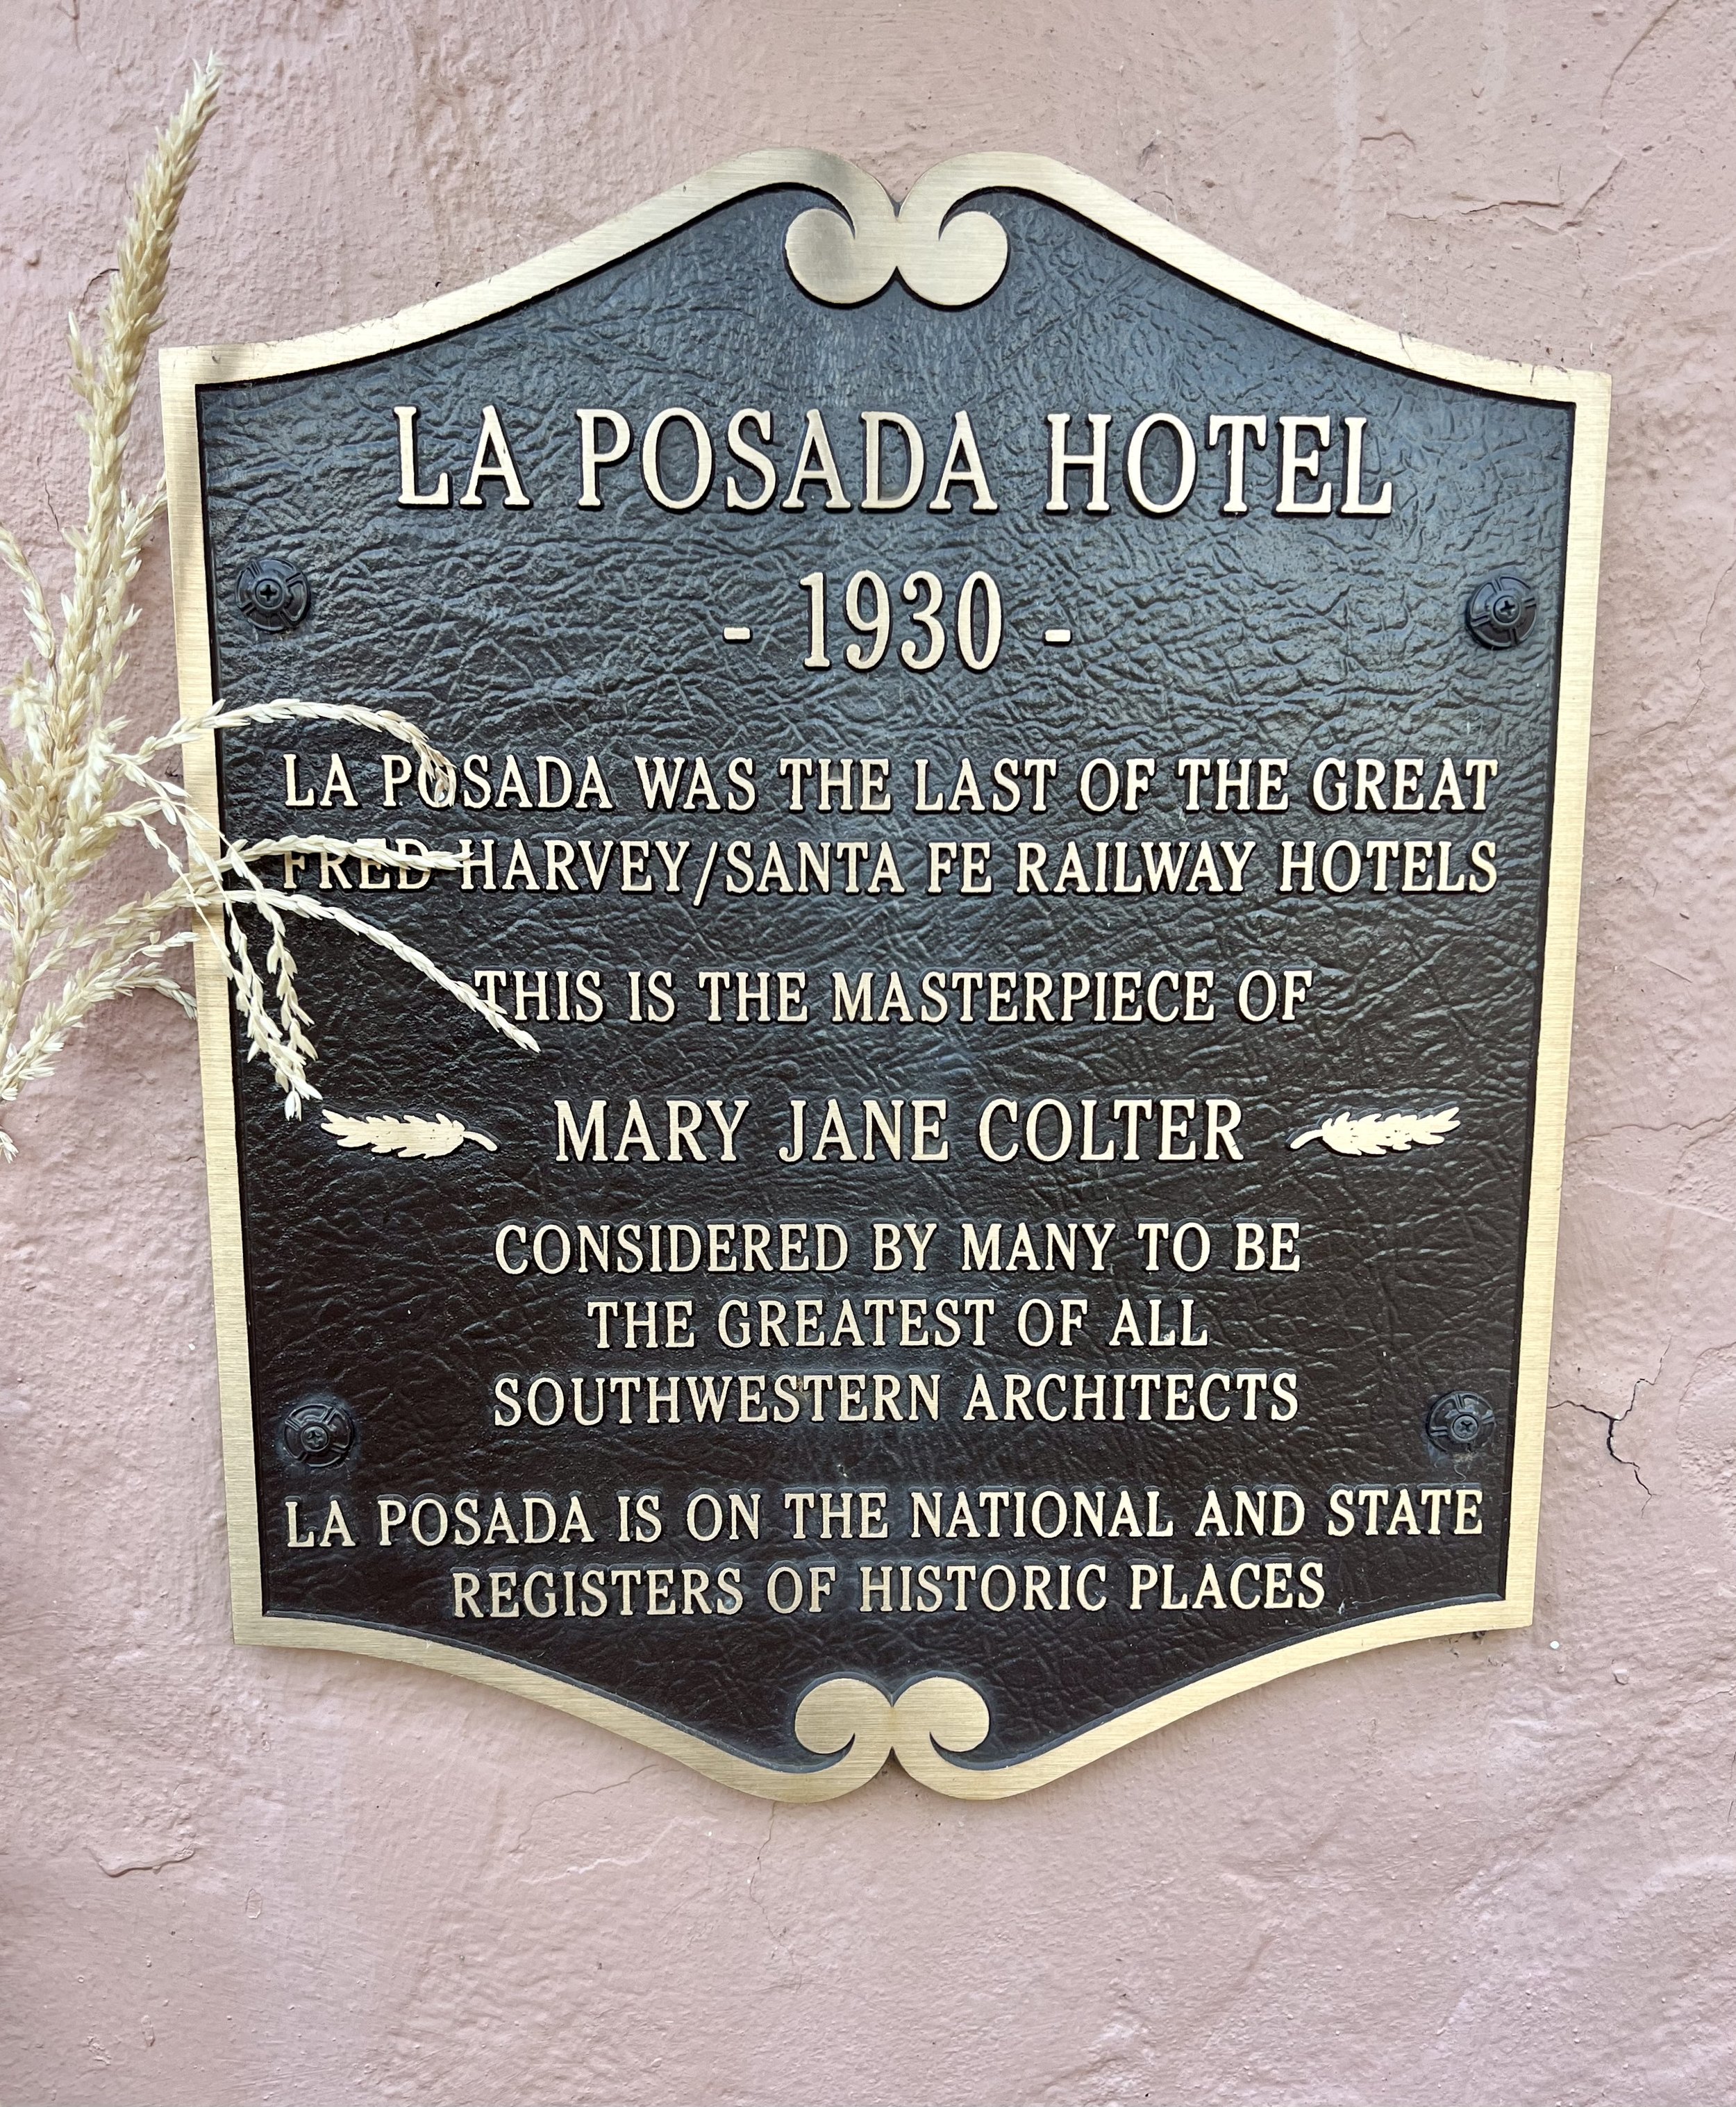 LA POSADA HOTEL
- 1930 -
LA POSADA WAS THE LAST OF THE GREAT
FRED HARVEY/SANTA FE RAILWAY HOTELS
THIS IS THE MASTERPIECE OF
MARY JANE COLTER
CONSIDERED BY MANY TO BE
THE GREATEST OF ALL
SOUTHWESTERN ARCHITECTS
LA POSADA IS ON THE NATIONAL AND STATE
REGISTERS OF HISTORIC PLACES